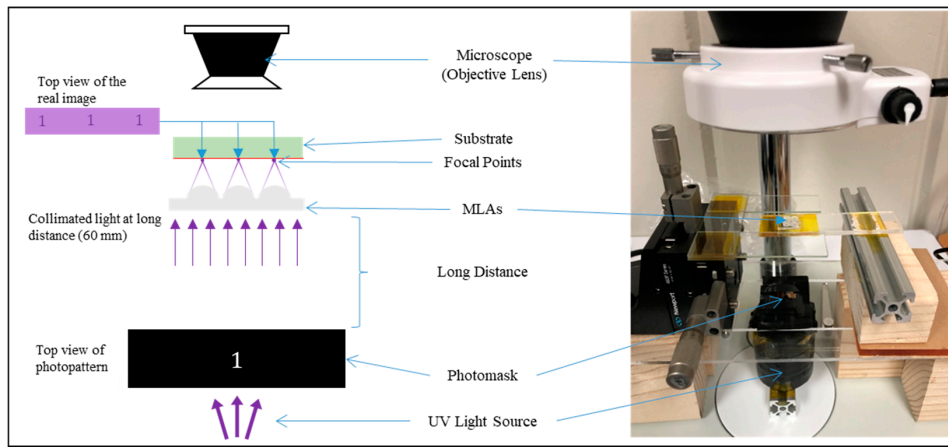 Microscope
(Objective Lens)
Top view of the
real image
1 1 1
Substrate
Focal Points
MLAs
Collimated light at long
distance (60 mm)
Long Distance
Top view of
photopattern
1
Photomask
UV Light Source
Newport